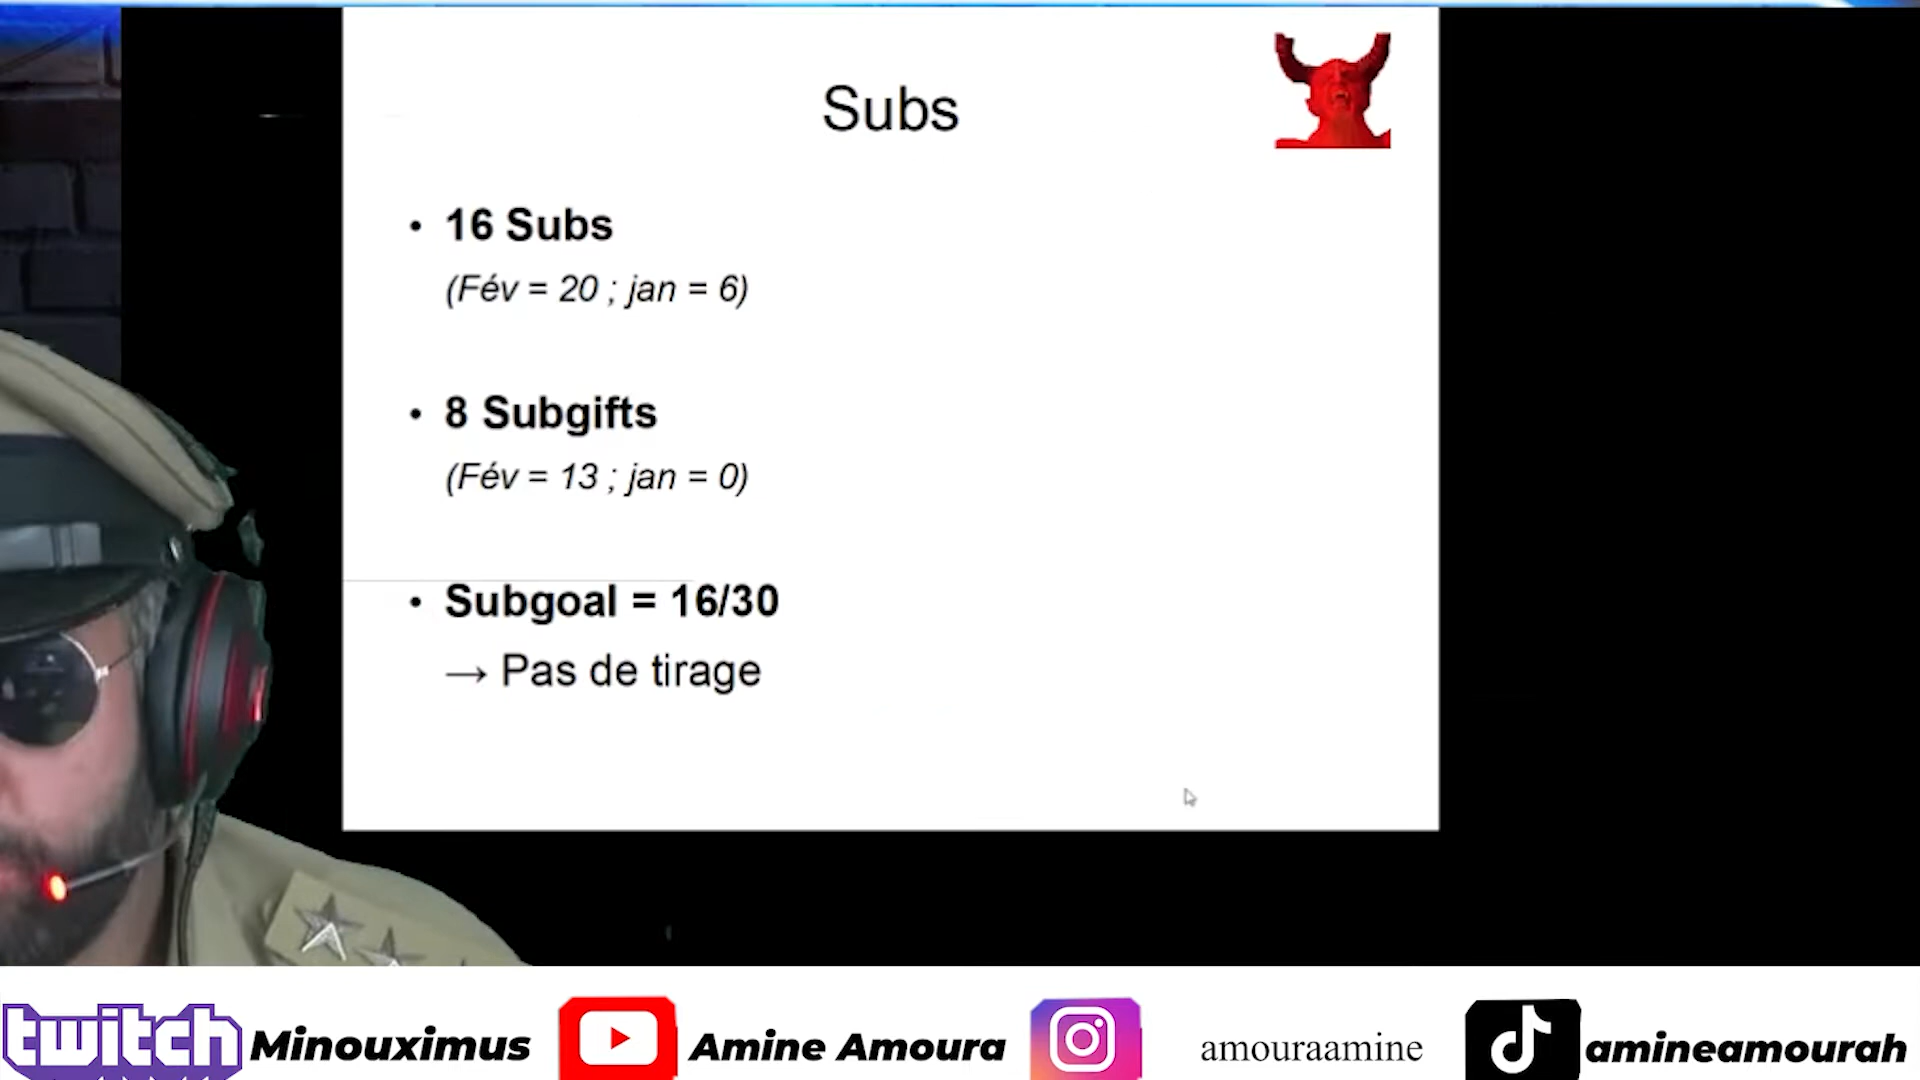 Subs
• 16 Subs
(Fév = 20 ; jan = 6)
• 8 Subgifts
(Fév = 13 ; jan = 0)
• Subgoal = 16/30
→ Pas de tirage
twitch Minouximus Amine Amoura amouraamine amineamourah